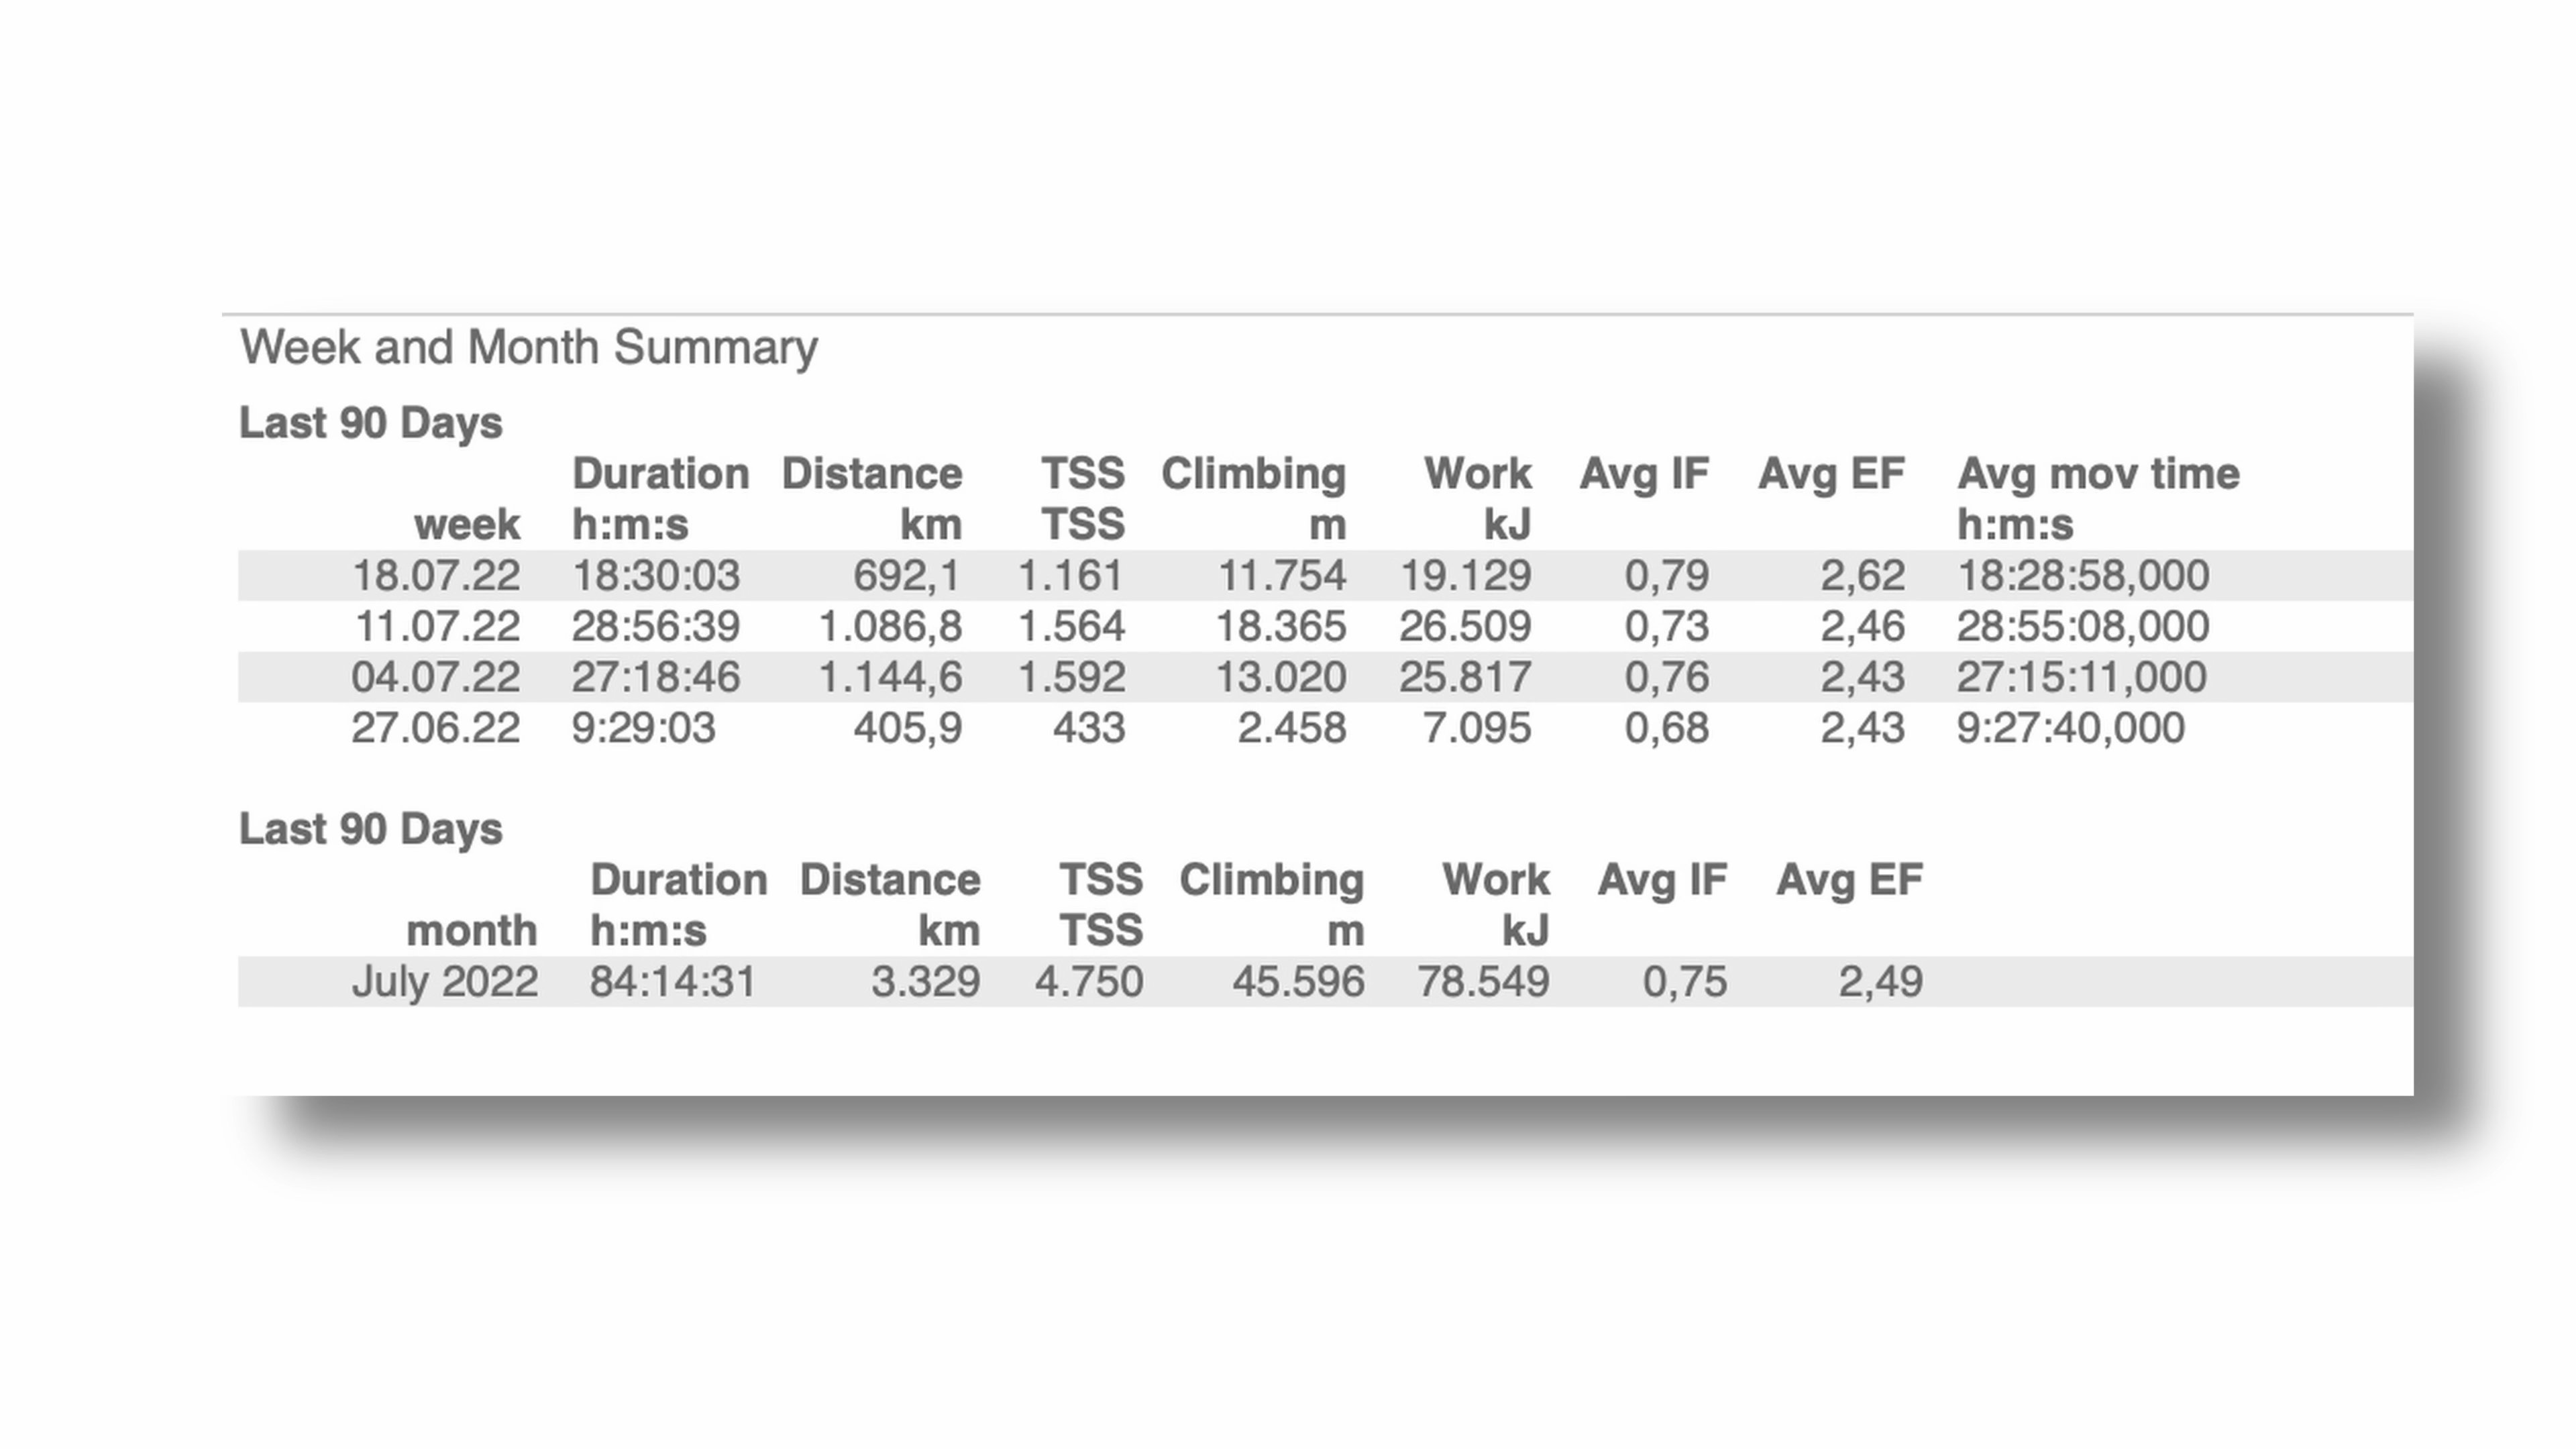 Week and Month Summary
Last 90 Days
Duration Distance TSS Climbing Work Avg IF Avg EF Avg mov time
week h:m:s km TSS m kJ h:m:s
18.07.22 18:30:03 692,1 1.161 11.754 19.129 0,79 2,62 18:28:58,000
11.07.22 28:56:39 1.086,8 1.564 18.365 26.509 0,73 2,46 28:55:08,000
04.07.22 27:18:46 1.144,6 1.592 13.020 25.817 0,76 2,43 27:15:11,000
27.06.22 9:29:03 405,9 433 2.458 7.095 0,68 2,43 9:27:40,000
Last 90 Days
Duration Distance TSS Climbing Work Avg IF Avg EF
month h:m:s km TSS m kJ
July 2022 84:14:31 3.329 4.750 45.596 78.549 0,75 2,49